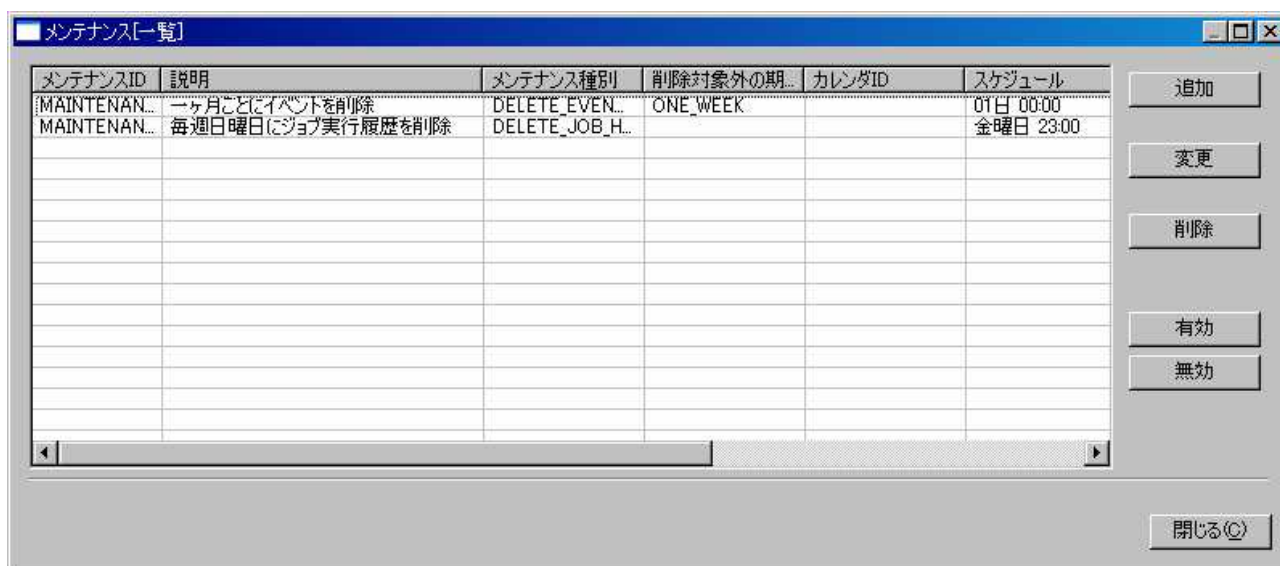 メンテナンス[一覧]
メンテナンスID 説明 メンテナンス種別 削除対象外の期... カレンダID スケジュール
MAINTENAN... 一ヶ月ごとにイベントを削除 DELETE_EVEN... ONE_WEEK 01日 00:00
MAINTENAN... 毎週日曜日にジョブ実行履歴を削除 DELETE_JOB_H... 金曜日 23:00
追加
変更
削除
有効
無効
閉じる(C)